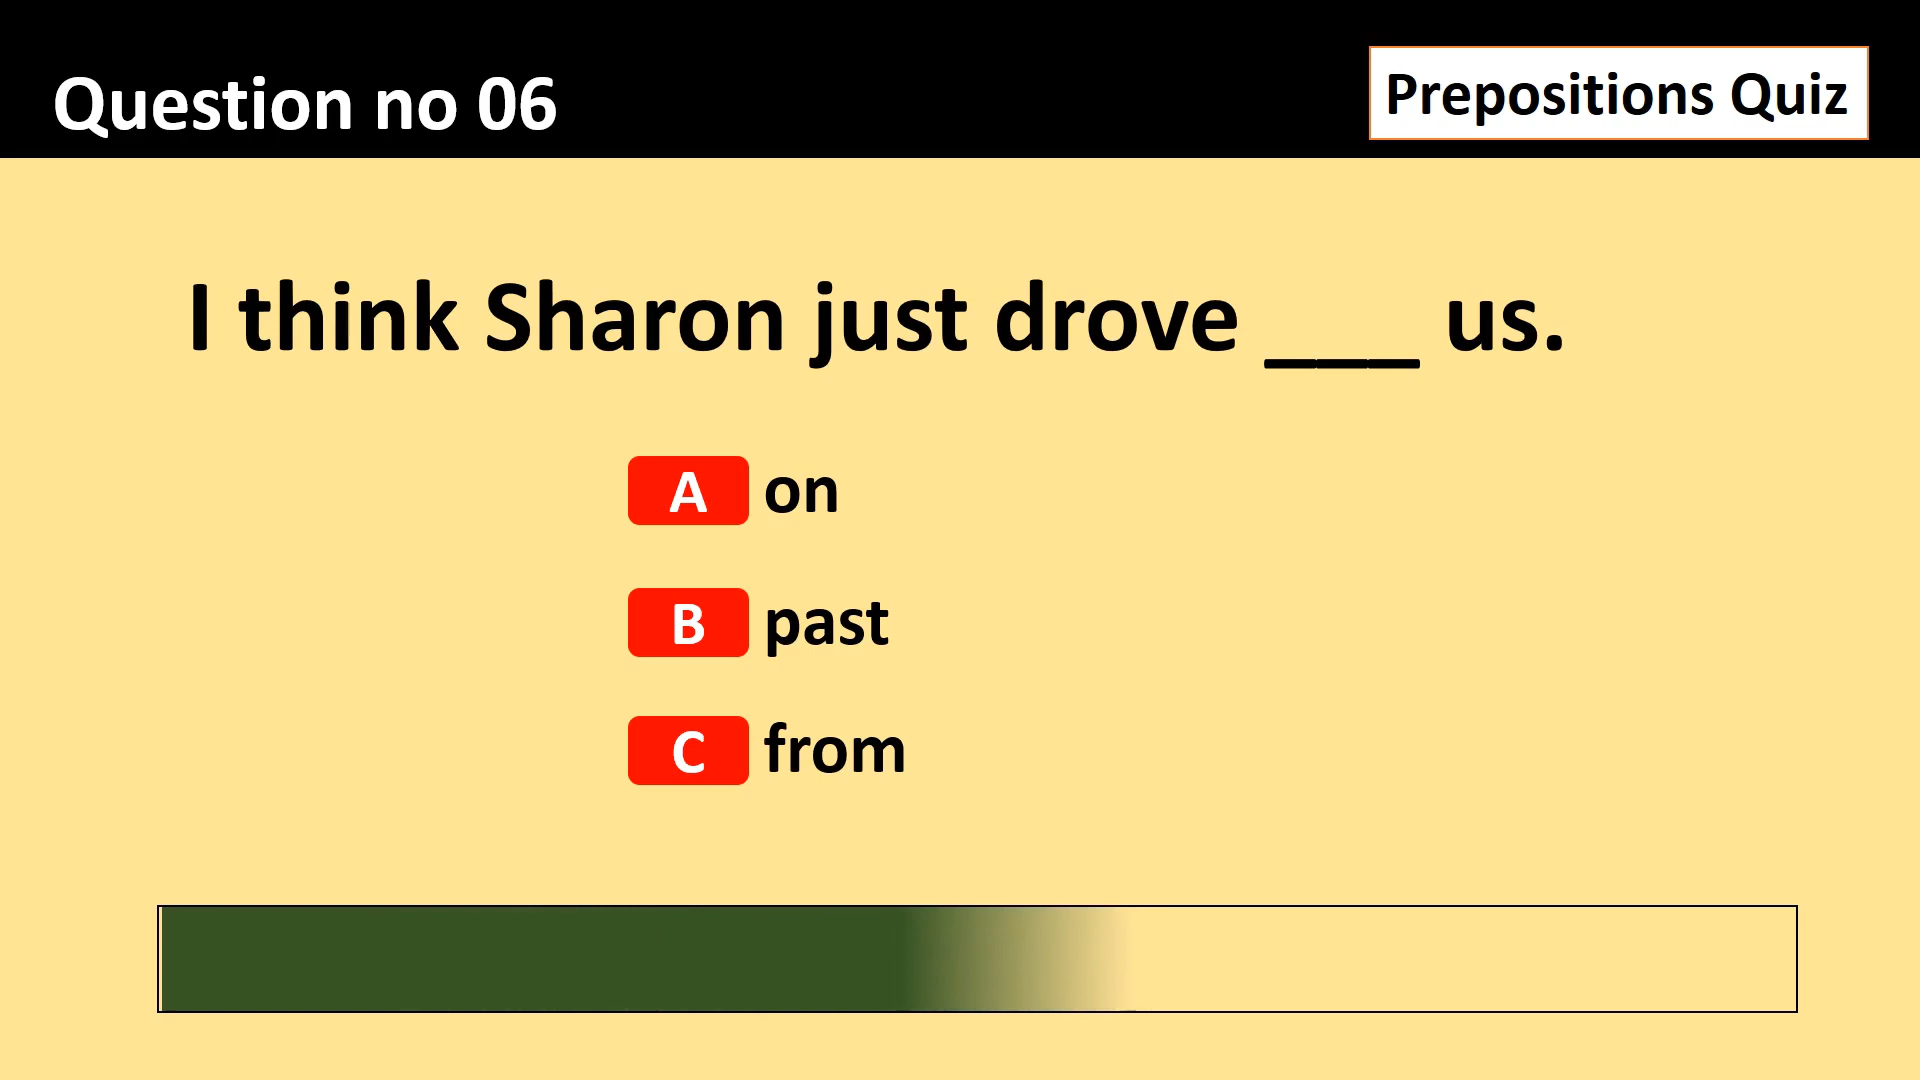 Question no 06
Prepositions Quiz
I think Sharon just drove ___ us.
A on
B past
C from